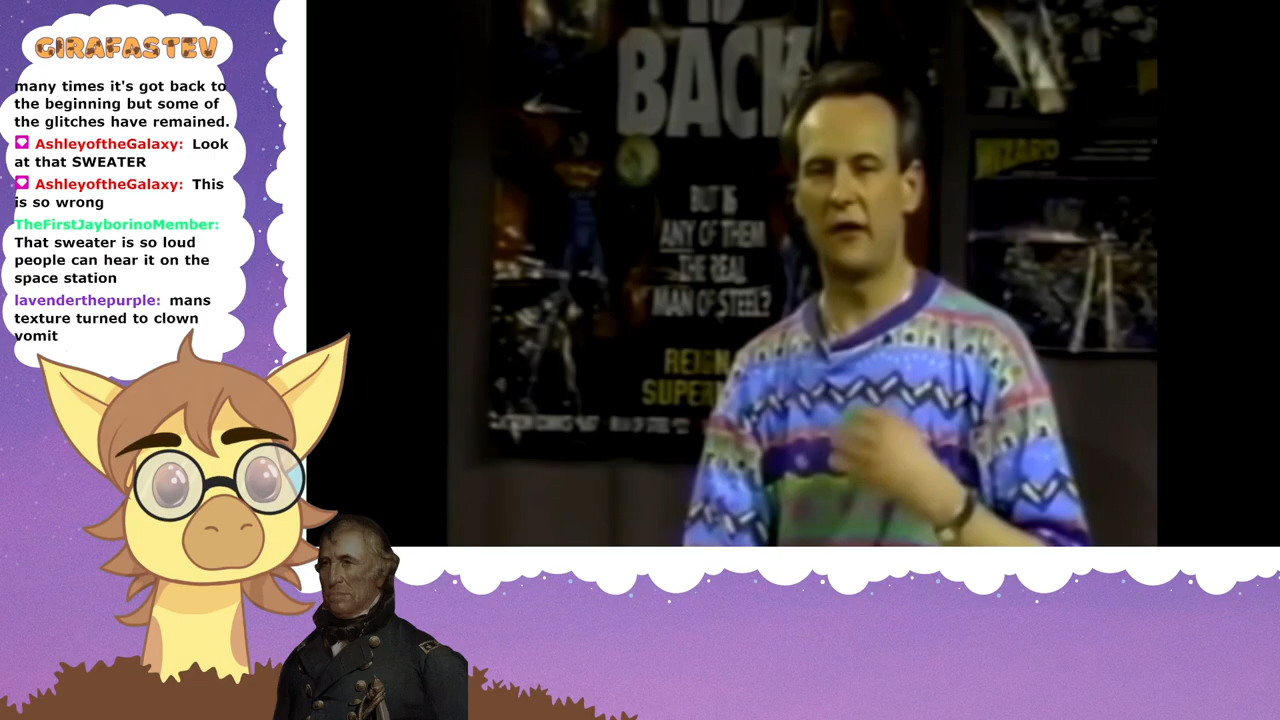 GIRAFASTEV
many times it's got back to
the beginning but some of
the glitches have remained.
AshleyoftheGalaxy: Look
at that SWEATER
AshleyoftheGalaxy: This
is so wrong
TheFirstJayborinoMember:
That sweater is so loud
people can hear it on the
space station
lavenderthepurple: mans
texture turned to clown
vomit
IS
BACK
BUT IS
ANY OF THEM
THE REAL
MAN OF STEEL?
REIGN
SUPER
WIZARD